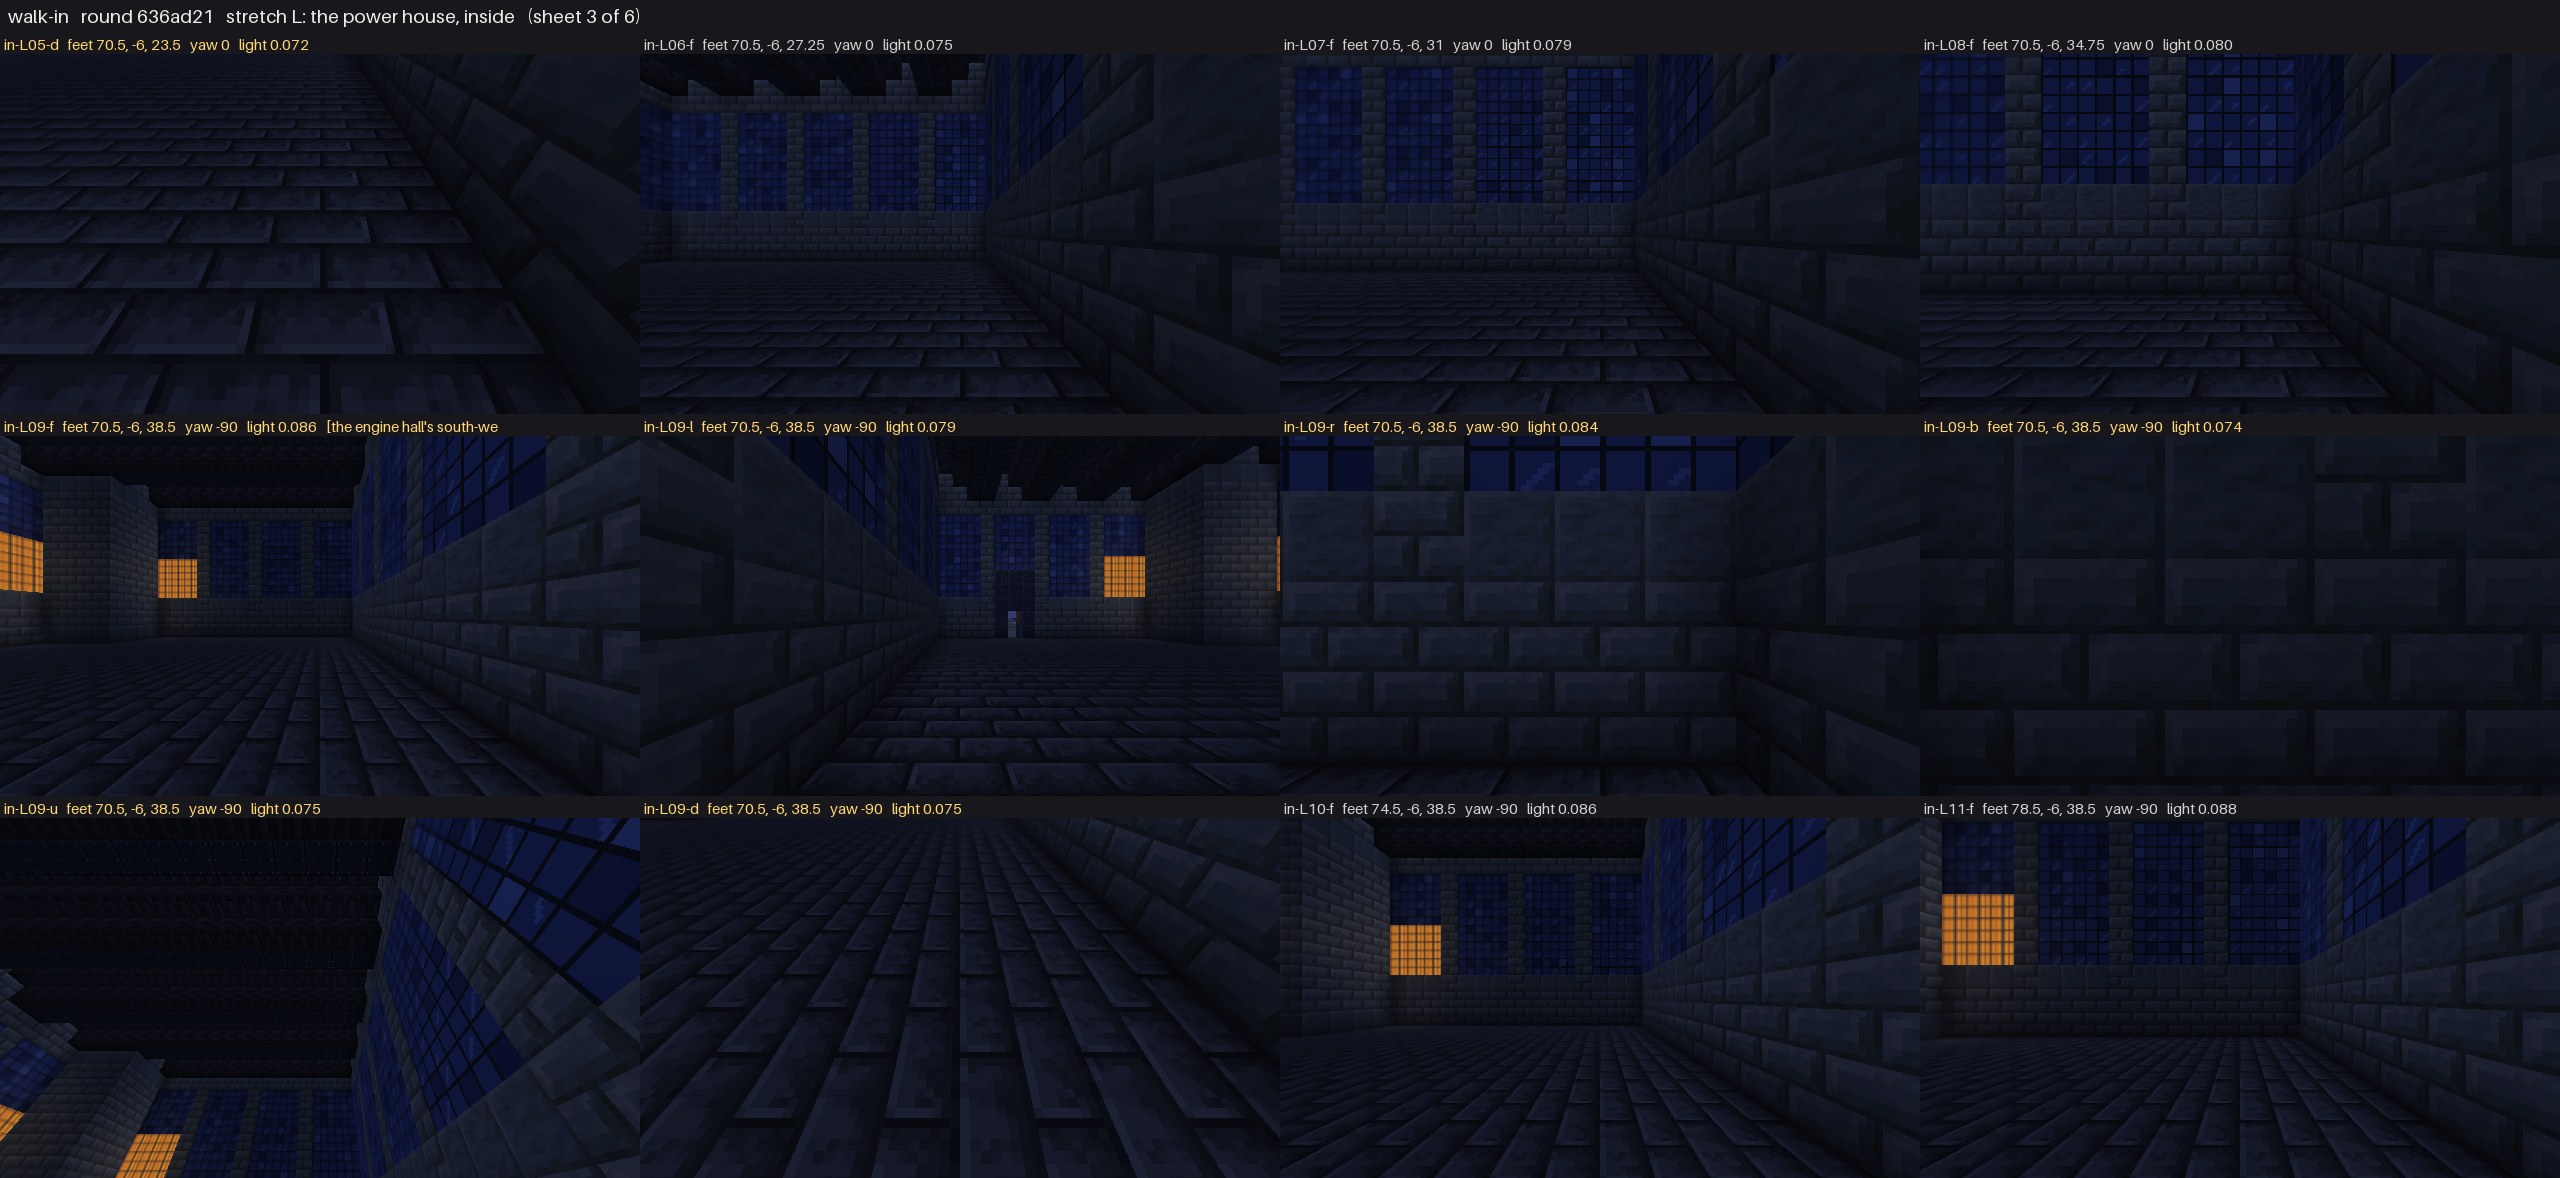 walk-in round 636ad21 stretch L: the power house, inside (sheet 3 of 6)
in-L05-d feet 70.5, -6, 23.5 yaw 0 light 0.072
in-L06-f feet 70.5, -6, 27.25 yaw 0 light 0.075
in-L07-f feet 70.5, -6, 31 yaw 0 light 0.079
in-L08-f feet 70.5, -6, 34.75 yaw 0 light 0.080
in-L09-f feet 70.5, -6, 38.5 yaw -90 light 0.086 [the engine hall's south-we
in-L09-l feet 70.5, -6, 38.5 yaw -90 light 0.079
in-L09-r feet 70.5, -6, 38.5 yaw -90 light 0.084
in-L09-b feet 70.5, -6, 38.5 yaw -90 light 0.074
in-L09-u feet 70.5, -6, 38.5 yaw -90 light 0.075
in-L09-d feet 70.5, -6, 38.5 yaw -90 light 0.075
in-L10-f feet 74.5, -6, 38.5 yaw -90 light 0.086
in-L11-f feet 78.5, -6, 38.5 yaw -90 light 0.088